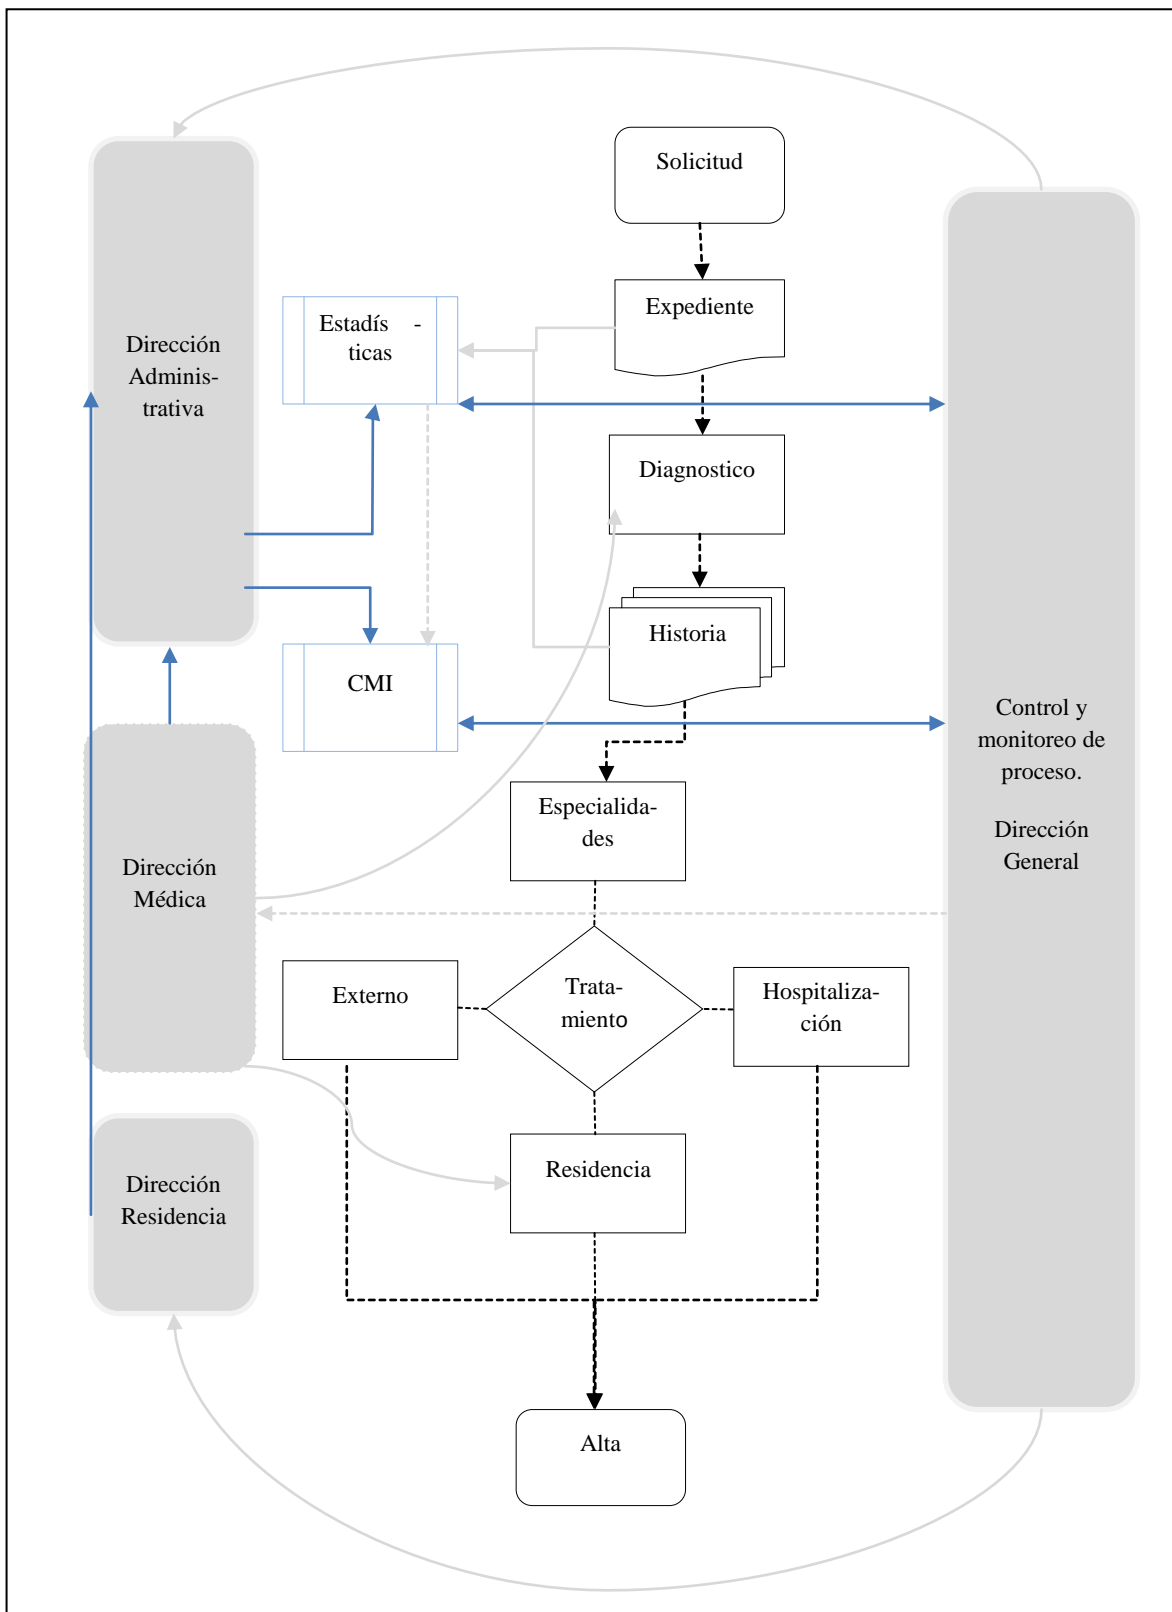 Solicitud
Expediente
Estadís -
ticas
Dirección
Adminis-
trativa
Diagnostico
Historia
CMI
Control y
monitoreo de
proceso.
Dirección
General
Especialida-
des
Dirección
Médica
Externo
Trata-
miento
Hospitaliza-
ción
Residencia
Dirección
Residencia
Alta